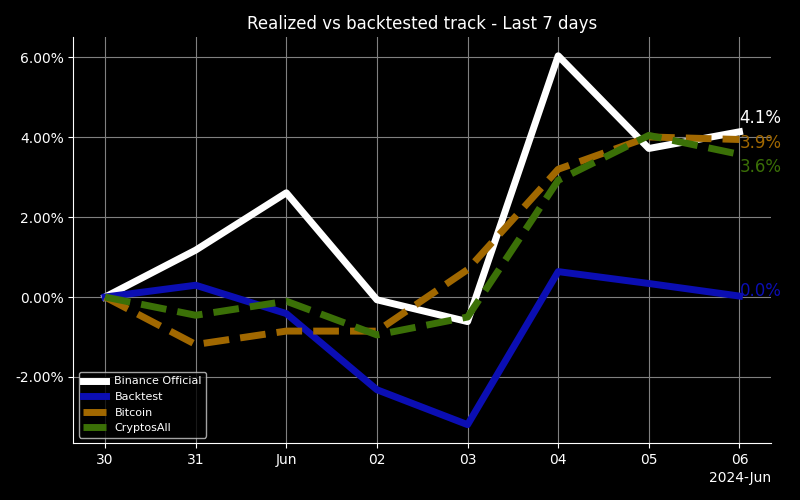 Realized vs backtested track - Last 7 days
6.00%
4.00%
2.00%
0.00%
-2.00%
4.1%
3.9%
3.6%
0.0%
Binance Official
Backtest
Bitcoin
CryptosAll
30 31 Jun 02 03 04 05 06
2024-Jun